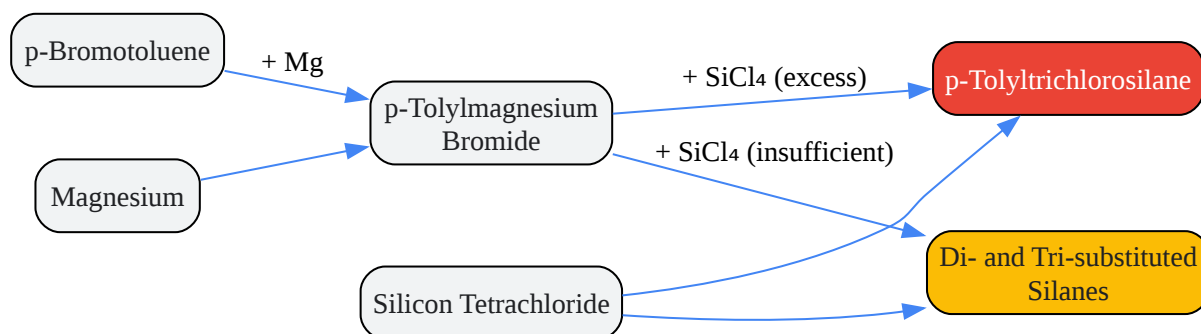 p-Bromotoluene
+ Mg
p-Tolylmagnesium
Bromide
Magnesium
+ SiCl₄ (excess)
p-Tolyltrichlorosilane
+ SiCl₄ (insufficient)
Di- and Tri-substituted
Silanes
Silicon Tetrachloride